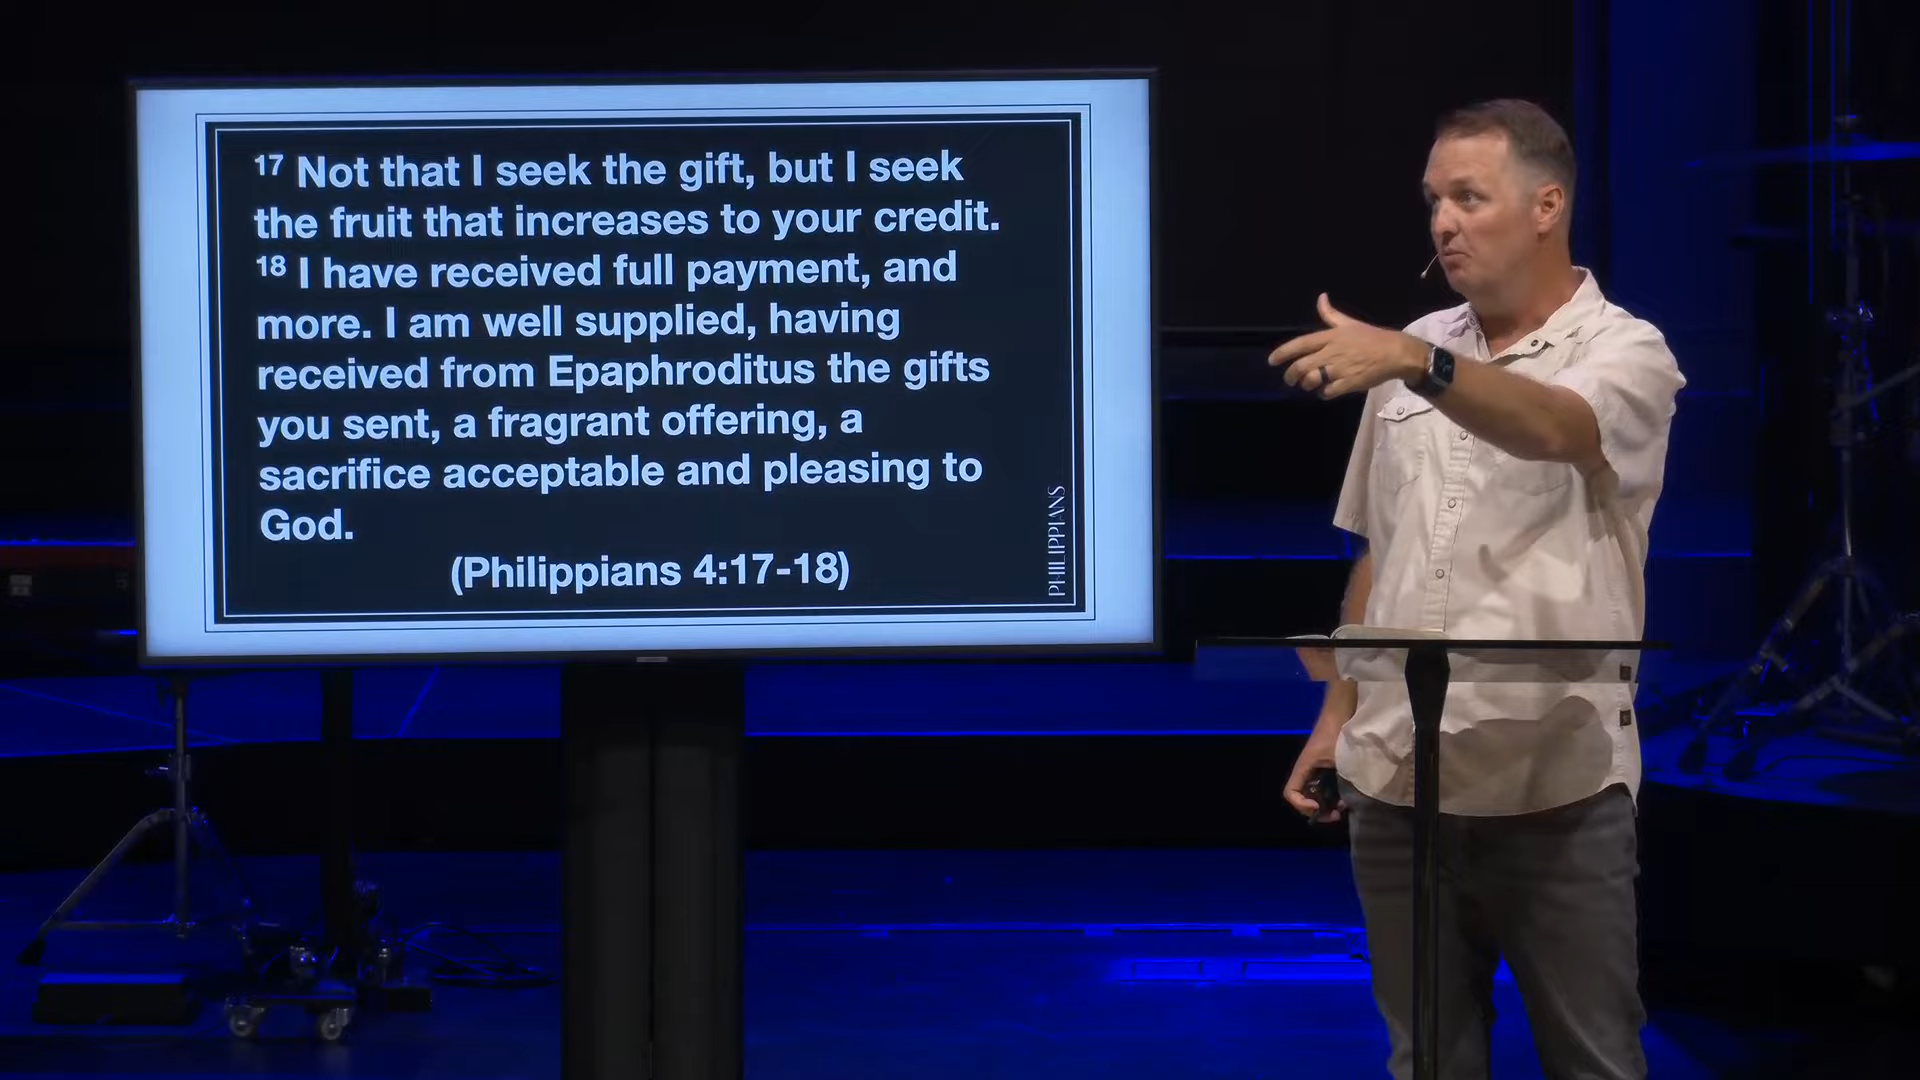 17 Not that I seek the gift, but I seek
the fruit that increases to your credit.
18 I have received full payment, and
more. I am well supplied, having
received from Epaphroditus the gifts
you sent, a fragrant offering, a
sacrifice acceptable and pleasing to
God.
(Philippians 4:17-18)
PHILIPPIANS